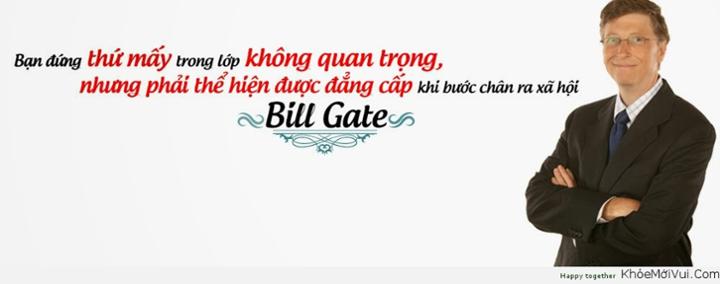 Bạn đứng thứ mấy trong lớp không quan trọng,
nhưng phải thể hiện được đẳng cấp khi bước chân ra xã hội
Bill Gate
Happy together KhỏeMớiVui.Com